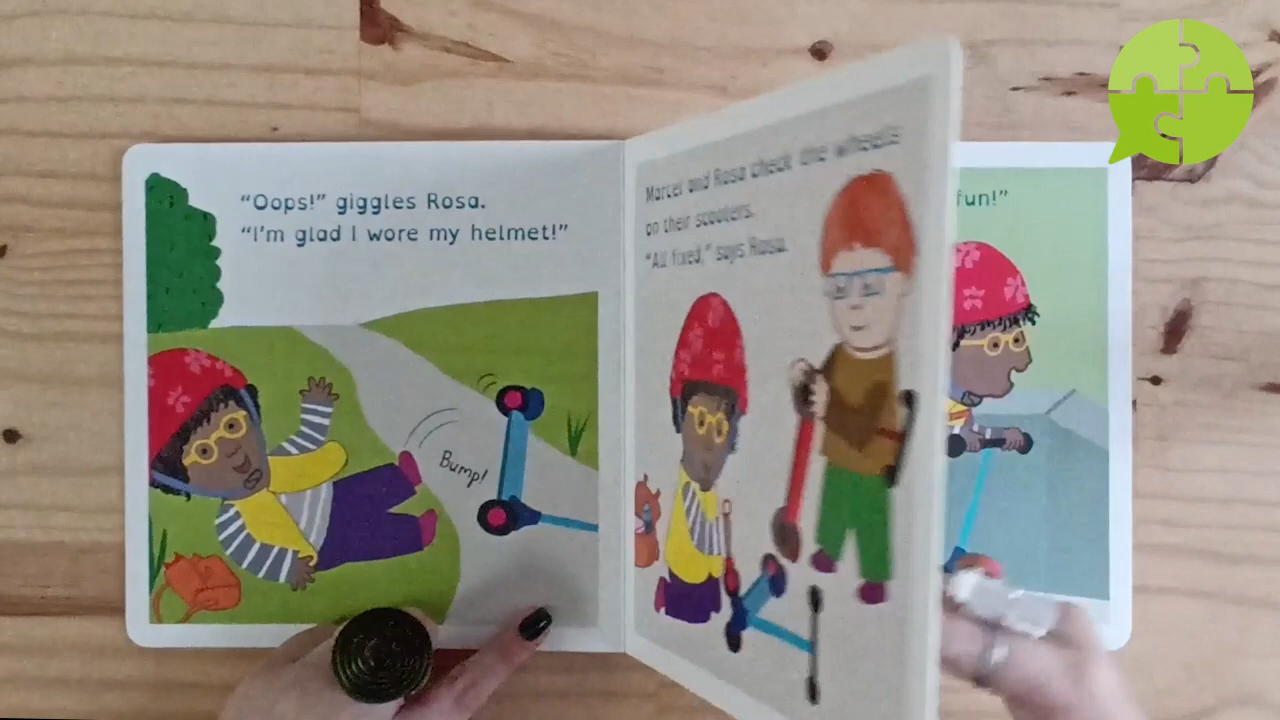 “Oops!” giggles Rosa.
“I’m glad I wore my helmet!”
Bump!
Marcel and Rosa check the wheels
on their scooters.
“All fixed,” says Rosa.
fun!”